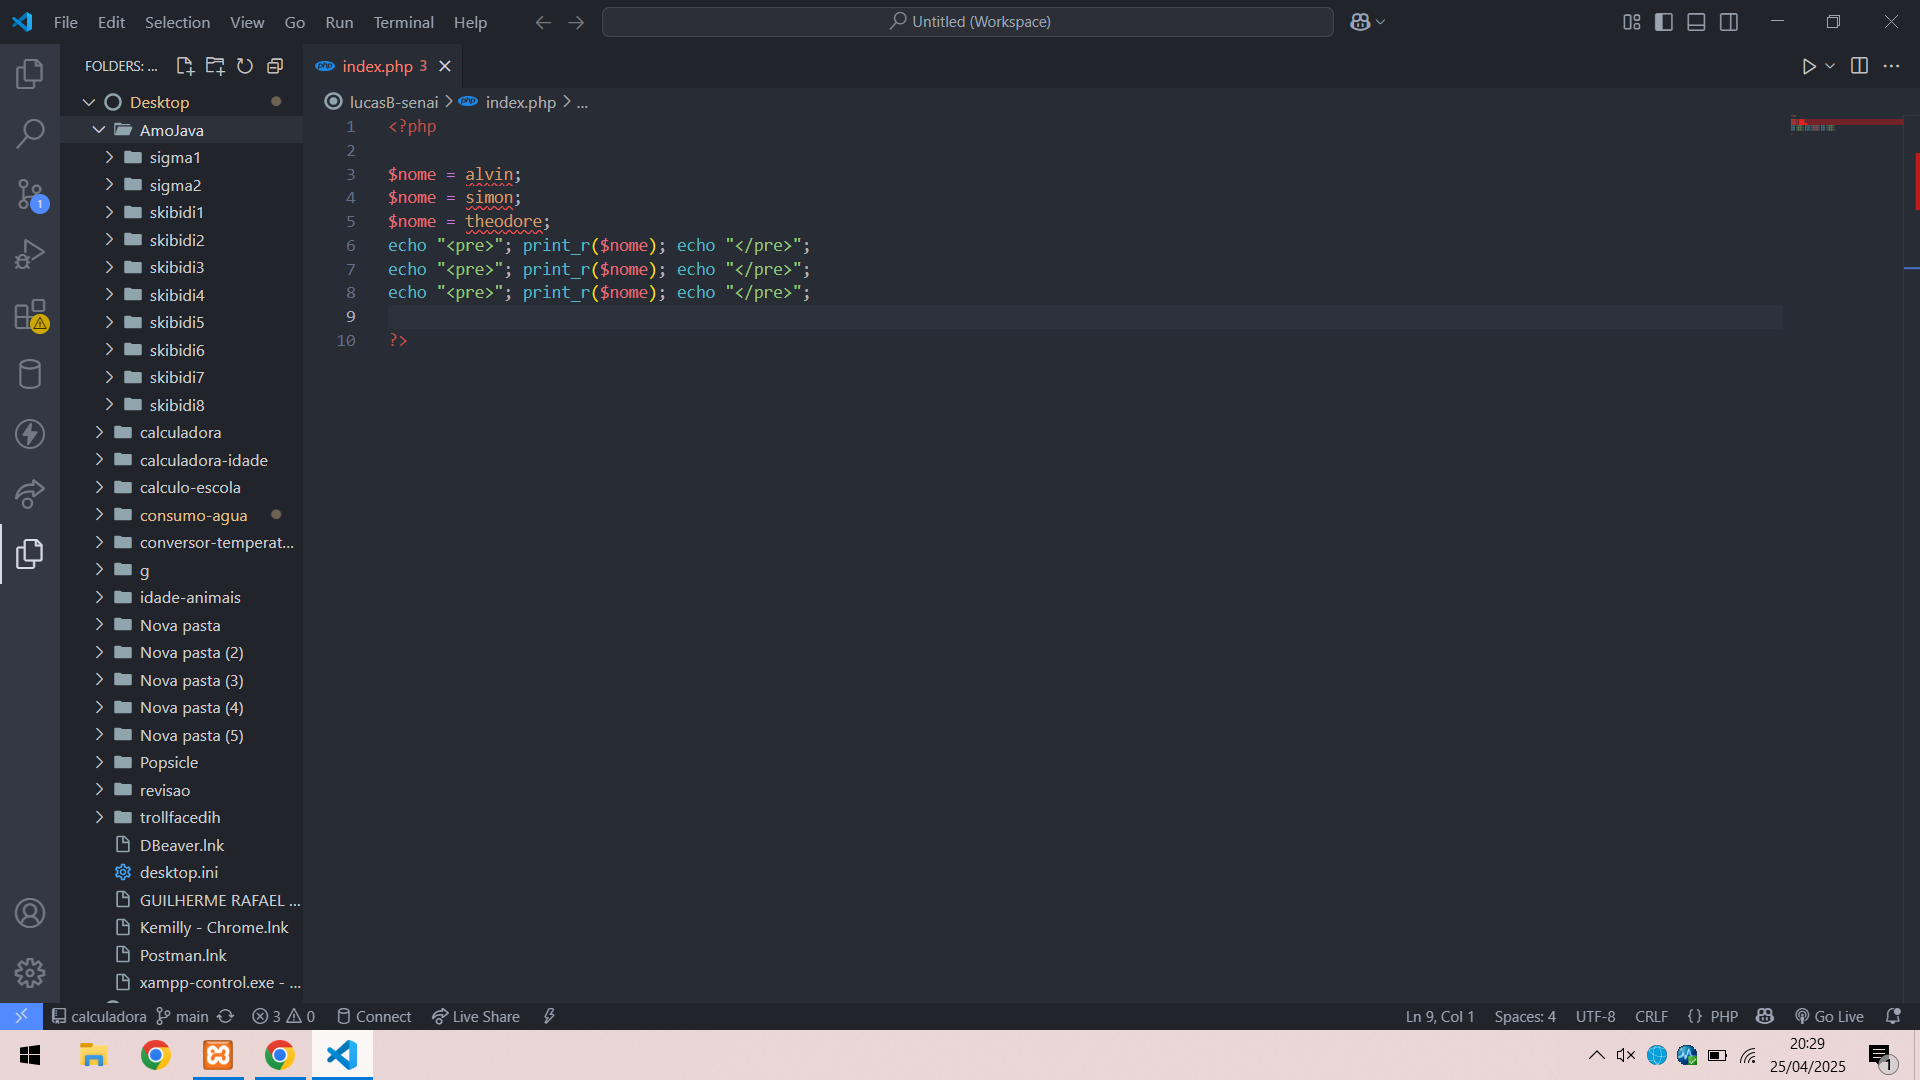 File Edit Selection View Go Run Terminal Help
Untitled (Workspace)
FOLDERS: ...
index.php 3
Desktop
AmoJava
sigma1
sigma2
skibidi1
skibidi2
skibidi3
skibidi4
skibidi5
skibidi6
skibidi7
skibidi8
calculadora
calculadora-idade
calculo-escola
consumo-agua
conversor-temperat...
g
idade-animais
Nova pasta
Nova pasta (2)
Nova pasta (3)
Nova pasta (4)
Nova pasta (5)
Popsicle
revisao
trollfacedih
DBeaver.lnk
desktop.ini
GUILHERME RAFAEL ...
Kemilly - Chrome.lnk
Postman.lnk
xampp-control.exe - ...
lucasB-senai > index.php > ...
1 <?php
2
3 $nome = alvin;
4 $nome = simon;
5 $nome = theodore;
6 echo "<pre>"; print_r($nome); echo "</pre>";
7 echo "<pre>"; print_r($nome); echo "</pre>";
8 echo "<pre>"; print_r($nome); echo "</pre>";
9
10 ?>
1
calculadora main 3 0 Connect Live Share
Ln 9, Col 1 Spaces: 4 UTF-8 CRLF {} PHP Go Live
20:29
25/04/2025
1